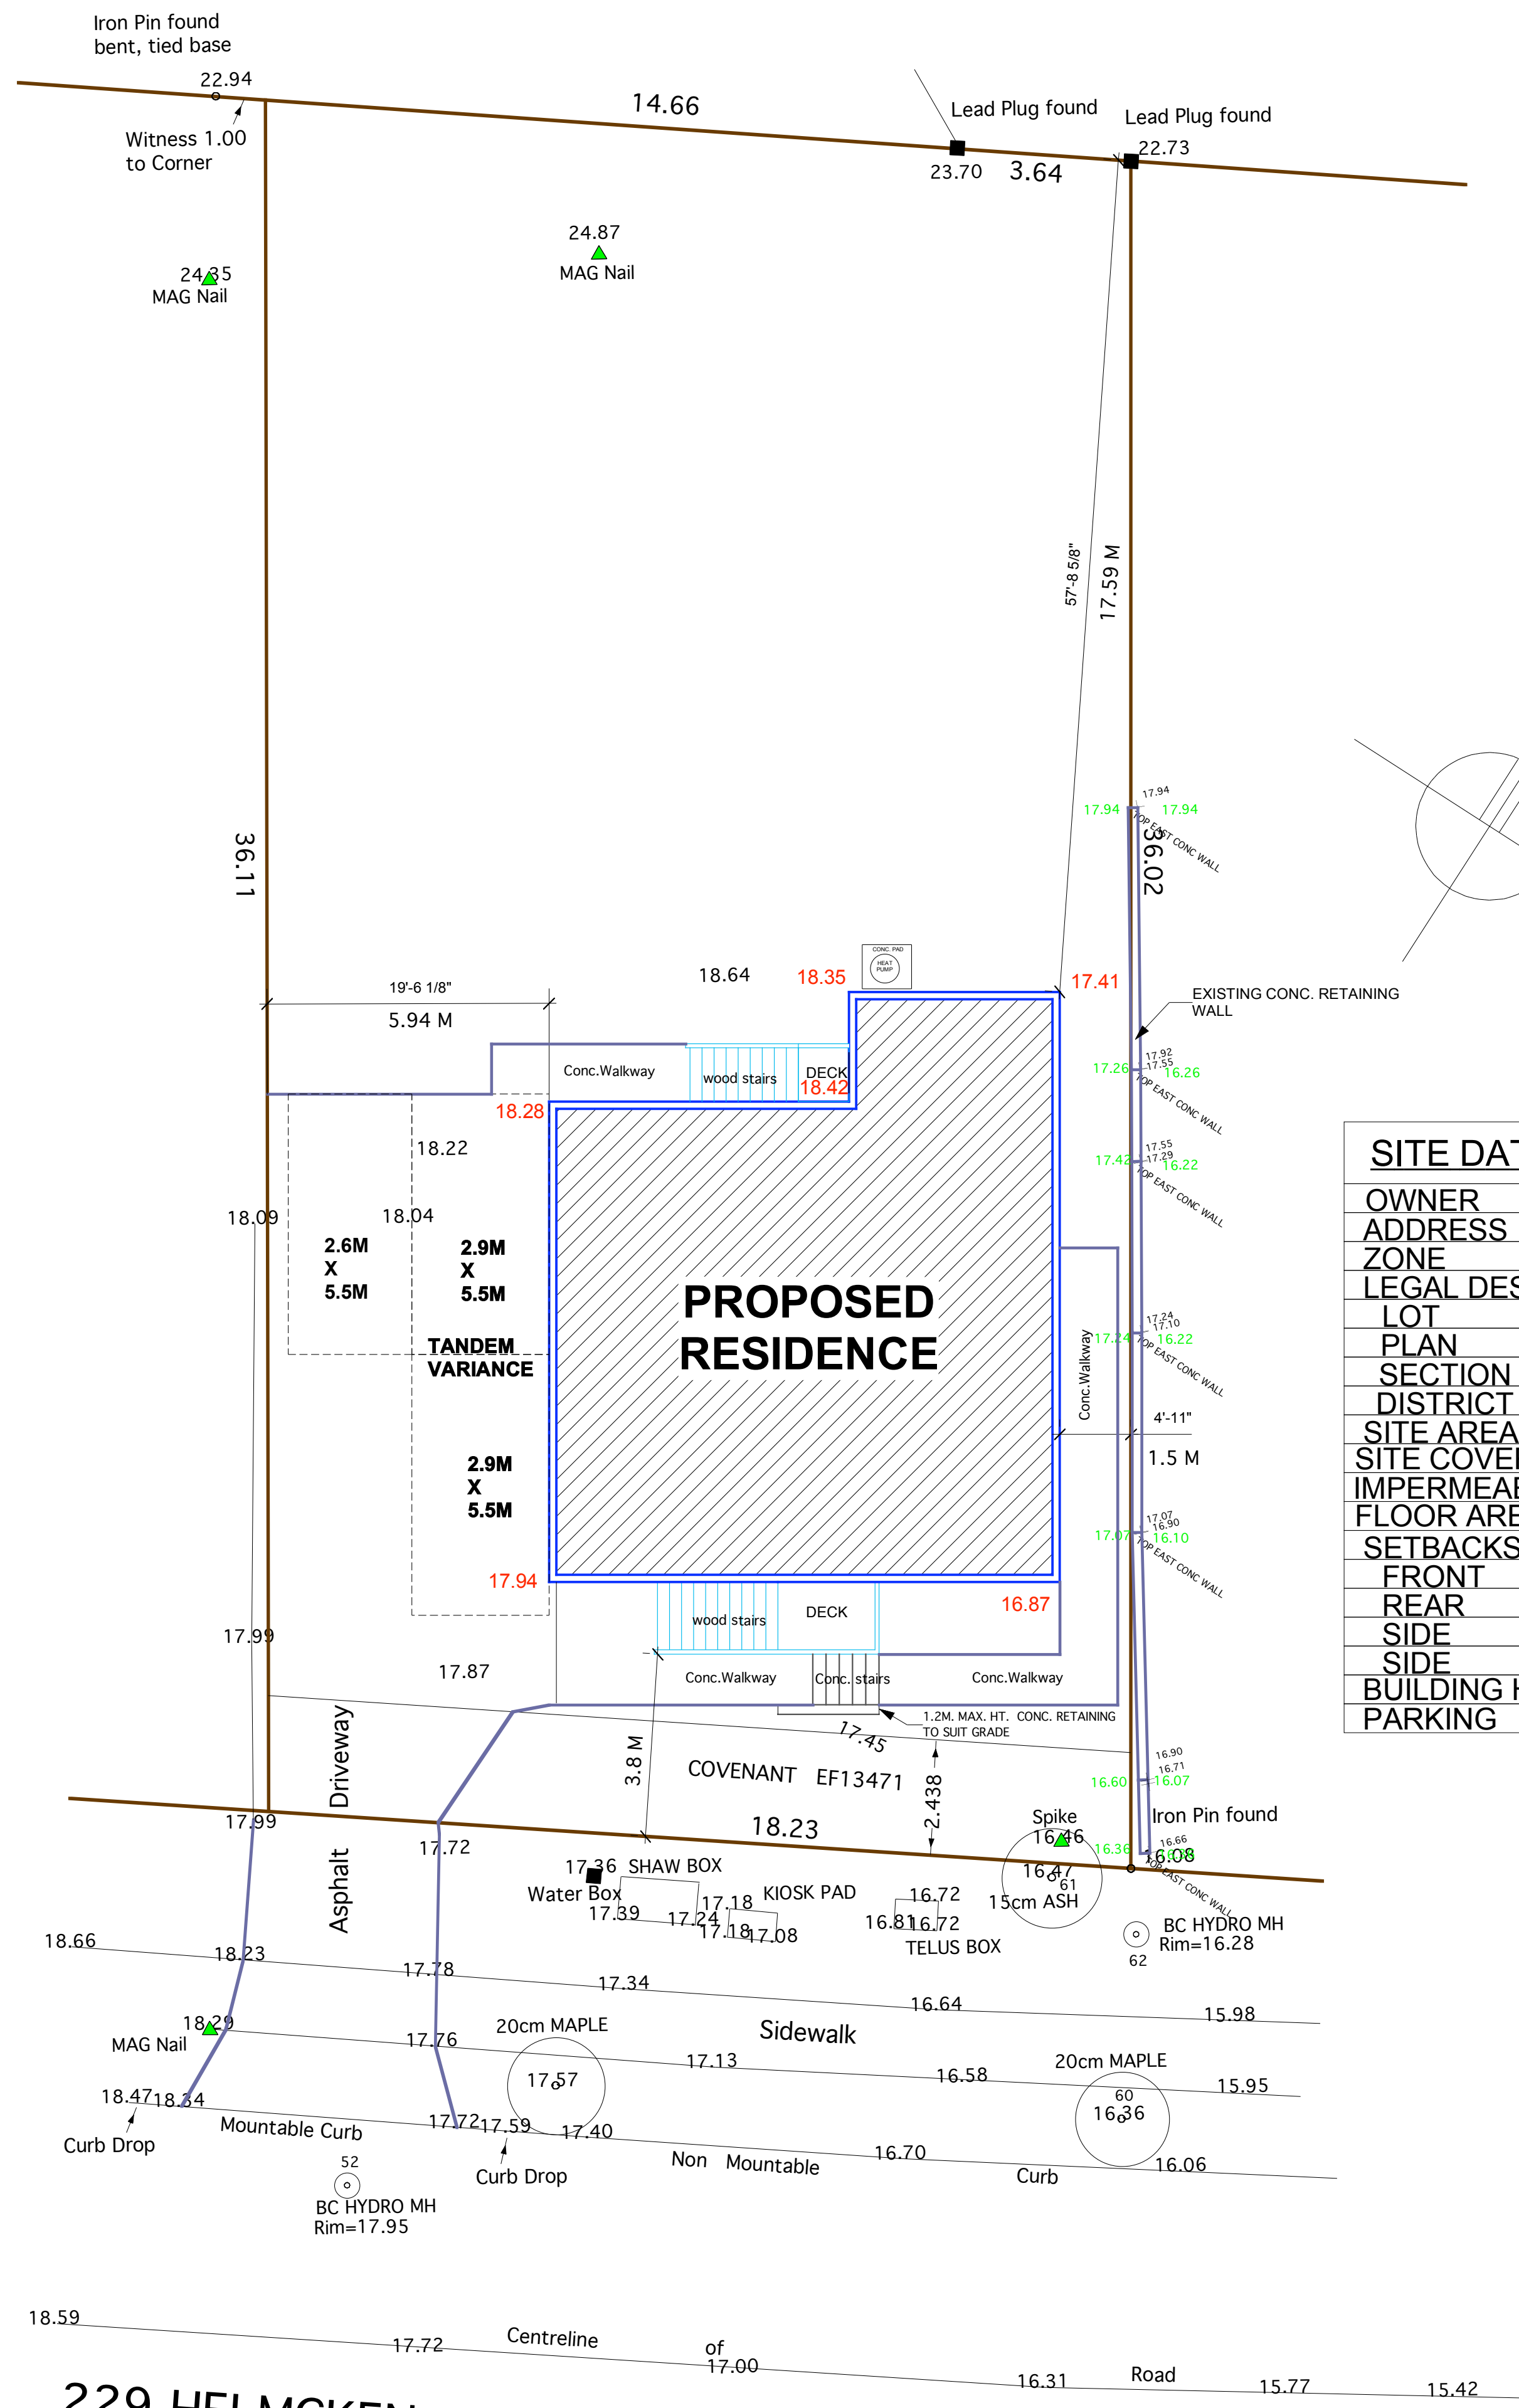 Iron Pin found
bent, tied base
22.94
14.66
Lead Plug found
Lead Plug found
Witness 1.00
to Corner
22.73
23.70
3.64
24.87
MAG Nail
24.35
MAG Nail
57'-8 5/8"
17.59 M
17.94
17.94
17.94
TOP EAST CONC WALL
36.11
36.02
CONC. PAD
HEAT
PUMP
18.64
18.35
17.41
19'-6 1/8"
5.94 M
EXISTING CONC. RETAINING
WALL
Conc.Walkway
wood stairs
DECK
18.42
17.92
17.55
17.26
16.26
TOP EAST CONC WALL
18.28
18.22
17.55
17.29
17.42
16.22
TOP EAST CONC WALL
18.09
18.04
2.6M
X
5.5M
2.9M
X
5.5M
PROPOSED
RESIDENCE
TANDEM
VARIANCE
Conc.Walkway
17.24
17.10
17.24
16.22
TOP EAST CONC WALL
4'-11"
1.5 M
2.9M
X
5.5M
17.07
16.90
17.07
16.10
TOP EAST CONC WALL
17.94
16.87
wood stairs
DECK
17.99
17.87
Conc.Walkway
Conc. stairs
Conc.Walkway
1.2M. MAX. HT. CONC. RETAINING
TO SUIT GRADE
17.45
3.8 M
COVENANT EF13471
2.438
16.90
16.71
16.60
16.07
Asphalt Driveway
18.23
Spike
16.46
Iron Pin found
16.36
16.66
16.08
TOP EAST CONC WALL
17.99
17.72
16.47
61
15cm ASH
17.36
SHAW BOX
Water Box
17.39
17.24
17.18
KIOSK PAD
17.18
17.08
16.72
16.81
16.72
TELUS BOX
BC HYDRO MH
Rim=16.28
62
18.66
18.23
17.78
17.34
16.64
15.98
18.29
MAG Nail
17.76
20cm MAPLE
17.57
Sidewalk
17.13
16.58
20cm MAPLE
60
16.36
15.95
18.47
18.34
Curb Drop
Mountable Curb
17.72
17.59
17.40
Curb Drop
Non Mountable
16.70
Curb
16.06
52
BC HYDRO MH
Rim=17.95
18.59
17.72
Centreline
of
17.00
16.31
Road
15.77
15.42
229 HELMCKEN
SITE DAT
OWNER
ADDRESS
ZONE
LEGAL DES
LOT
PLAN
SECTION
DISTRICT
SITE AREA
SITE COVE
IMPERMEA
FLOOR ARE
SETBACKS
FRONT
REAR
SIDE
SIDE
BUILDING H
PARKING